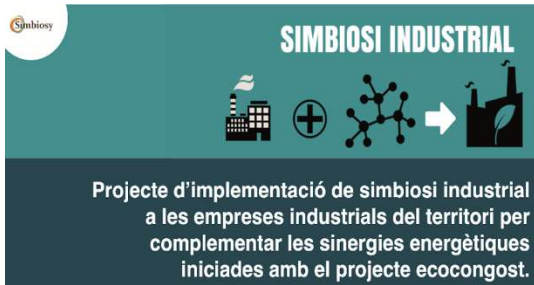 Simbiosy
SIMBIOSI INDUSTRIAL
Projecte d'implementació de simbiosi industrial
a les empreses industrials del territori per
complementar les sinergies energètiques
iniciades amb el projecte ecocongost.